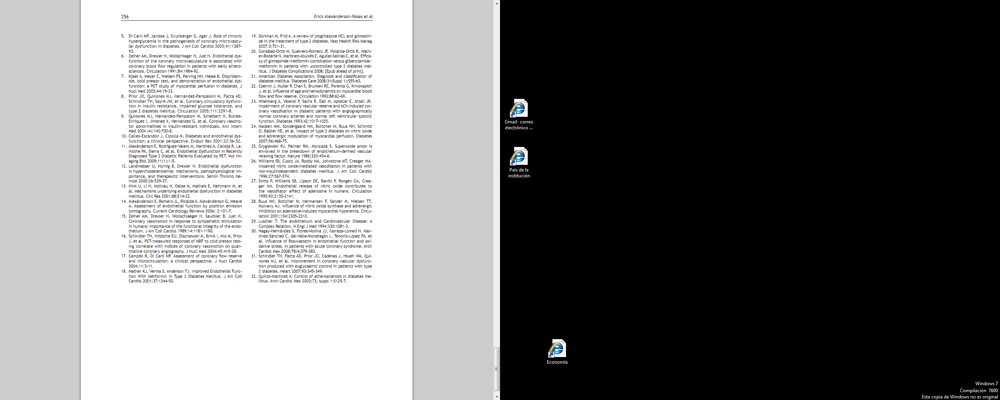 256
Erick Alexánderson-Rosas et al
5. Di Carli MF, Janisse J, Grunberger G, Ager J. Role of chronic
hyperglycemia in the pathogenesis of coronary microvascu-
lar dysfunction in diabetes. J Am Coll Cardiol 2003;41:1387-
93.
6. Zeiher AM, Drexler H, Wollschlager H, Just H. Endothelial dys-
function of the coronary microvasculature is associated with
coronary blood flow regulation in patients with early athero-
sclerosis. Circulation 1991;84:1984-92.
7. Kjaer A, Meyer C, Nielsen FS, Parving HH, Hesse B. Dipyridam-
ole, cold pressor test, and demonstration of endothelial dys-
function: a PET study of myocardial perfusion in diabetes. J
Nucl Med 2003;44:19-23.
8. Prior JO, Quinones MJ, Hernandez-Pampaloni M, Facta AD,
Schindler TH, Sayre JW, et al. Coronary circulatory dysfunc-
tion in insulin resistance, impaired glucose tolerance, and
type 2 diabetes mellitus. Circulation 2005;111:2291-8.
9. Quinones MJ, Hernandez-Pampaloni M, Schelbert H, Bulnes-
Enriquez I, Jimenez X, Hernandez G, et al. Coronary vasomo-
tor abnormalities in insulin-resistant individuals. Ann Intern
Med 2004 (4):140:700-8.
10. Calles-Escandon J, Cipolla M. Diabetes and endothelial dys-
function: a clinical perspective. Endocr Rev 2001;22:36-52.
11. Alexánderson E, Rodríguez-Valero M, Martínez A, Calleja R, La-
mothe PA, Sierra C, et al. Endothelial Dysfunction in Recently
Diagnosed Type 2 Diabetic Patients Evaluated by PET. Mol Im-
aging Biol 2009;11(1):1-5.
12. Landmesser U, Hornig B, Drexler H. Endothelial dysfunction
in hypercholesterolemia: mechanisms, pathophysiological im-
portance, and therapeutic interventions. Semin Thromb He-
most 2000;26:529-37.
13. Hink U, Li H, Mollnau H, Oelze M, Matheis E, Hartmann M, et
al. Mechanisms underlying endothelial dysfunction in diabetes
mellitus. Circ Res 2001;88:E14-22.
14. Alexánderson E, Romero JL, Ricalde A, Alexánderson G, Meave
A. Assessment of endothelial function by positron emission
tomography. Current Cardiology Reviews 2006; 2:101-7.
15. Zeiher AM, Drexler H, Wollschlaeger H, Saurbier B, Just H.
Coronary vasomotion in response to sympathetic stimulation
in humans: importance of the functional integrity of the endo-
thelium. J Am Coll Cardiol 1989;14:1181-1190.
16. Schindler TH, Nitzsche EU, Olschewski M, Brink I, Mix M, Prior
J, et al. PET-measured responses of MBF to cold pressor test-
ing correlate with indices of coronary vasomotion on quan-
titative coronary angiography. J Nucl Med 2004;45:419-28.
17. Campisi R, Di Carli MF. Assessment of coronary flow reserve
and microcirculation: a clinical perspective. J Nucl Cardiol
2004;11:3-11.
18. Mather KJ, Verma S, Anderson TJ. Improved Endothelial Func-
tion With Metformin in Type 2 Diabetes Mellitus. J Am Coll
Cardiol 2001;37:1344-50.
19. Dorkhan M, Frid A. A review of pioglitazone HCL and glimepiri-
de in the treatment of type 2 diabetes. Vasc Health Risk Manag
2007;3:721-31.
20. González-Ortiz M, Guerrero-Romero JF, Violante-Ortiz R, Wach-
er-Rodarte N, Martínez-Abundis E, Aguilar-Salinas C, et al. Effica-
cy of glimepiride/metformin combination versus glibenclamide/
metformin in patients with uncontrolled type 2 diabetes mel-
litus. J Diabetes Complications 2008; [Epub ahead of print].
21. American Diabetes Association. Diagnosis and classification of
diabetes mellitus. Diabetes Care 2008;31(Suppl 1):S55-60.
22. Czernin J, Muller P, Chan S, Brunken RC, Porenta G, Krivokapich
J, et al. Influence of age and hemodynamics on myocardial blood
flow and flow reserve. Circulation 1993;88:62-69.
23. Nitenberg A, Valensi P, Sachs R, Dali M, Aptecar E, Attali JR.
Impairment of coronary vascular reserve and ACh-induced cor-
onary vasodilation in diabetic patients with angiographically
normal coronary arteries and normal left ventricular systolic
function. Diabetes 1993;42:1017-1025.
24. Madsen MM, Sondergaard HM, Bottcher M, Buus NH, Schmitz
O, Bøtker HE, et al. Impact of type 2 diabetes on nitric oxide
and adrenergic modulation of myocardial perfusion. Diabetes
2007;56:468-75.
25. Gryglewski RJ, Palmer RM, Moncada S. Superoxide anion is
envolved in the breakdown of endothelium-derived vascular
relaxing factor. Nature 1986;320:454-6.
26. Williams SB, Cusco JA, Roddy MA, Johnstone MT, Creager MA.
Impaired nitric oxide-mediated vasodilation in patients with
non-insulindependent diabetes mellitus. J Am Coll Cardiol
1996;27:567-574.
27. Smits P, Williams SB, Lipson DE, Banitt P, Rongen GA, Crea-
ger MA. Endothelial release of nitric oxide contributes to
the vasodilator effect of adenosine in humans. Circulation
1995;92:2135-2141.
28. Buus NH, Bottcher M, Hermansen F, Sander M, Nielsen TT,
Mulvany MJ. Influence of nitric oxide synthase and adrenergic
inhibition on adenosine-induced myocardial hyperemia. Circu-
lation 2001;104:2305-2310.
29. Luscher T. The endothelium and Cardiovascular Disease: A
Complex Relation. N Engl J Med 1994;330:1081-3.
30. Nagay-Hernández S, Flores-Molina JJ, Ilarraza-Lomelí H, Mar-
tínez-Sánchez C, del-Valle-Mondragón L, Tenorio-López FA, et
al. Influence of Rosuvastatin in endothelial function and oxi-
dative stress, in patients with acute coronary syndrome. Arch
Cardiol Mex 2008;78(4)379-383.
31. Schindler TH, Facta AD, Prior JO, Cadenas J, Hsueh WA, Qui-
nones MJ, et al. Improvement in coronary vascular dysfunc-
tion produced with euglycaemic control in patients with type
2 diabetes. Heart 2007;93:345-349.
32. Quiroz-Martínez A: Control of atherosclerosis in diabetes me-
llitus. Arch Cardiol Mex 2003;73, suppl 1:S125-7.
Gmail- correo
electrónico ...
País de la
institución
Economía
Windows 7
Compilación 7600
Esta copia de Windows no es original